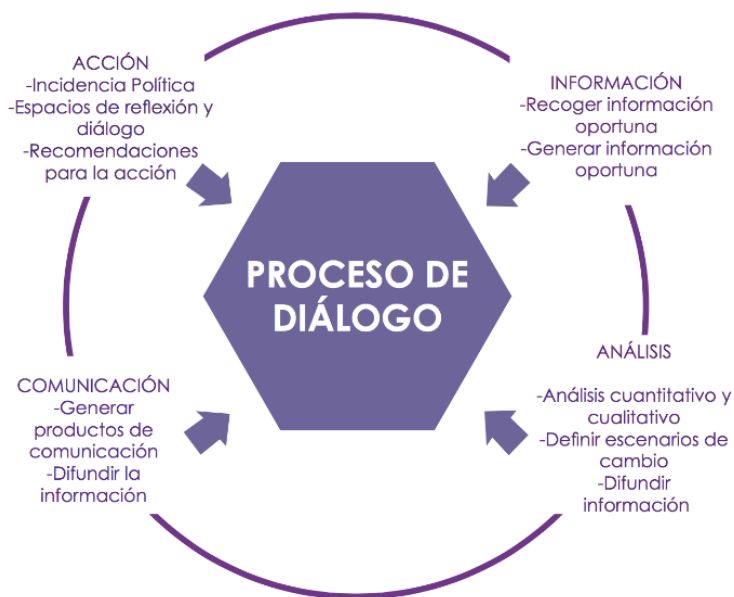 ACCIÓN
-Incidencia Política
-Espacios de reflexión y
diálogo
-Recomendaciones
para la acción
INFORMACIÓN
-Recoger información
oportuna
-Generar información
oportuna
PROCESO DE
DIÁLOGO
COMUNICACIÓN
-Generar
productos de
comunicación
-Difundir la
información
ANÁLISIS
-Análisis cuantitativo y
cualitativo
-Definir escenarios de
cambio
-Difundir
información